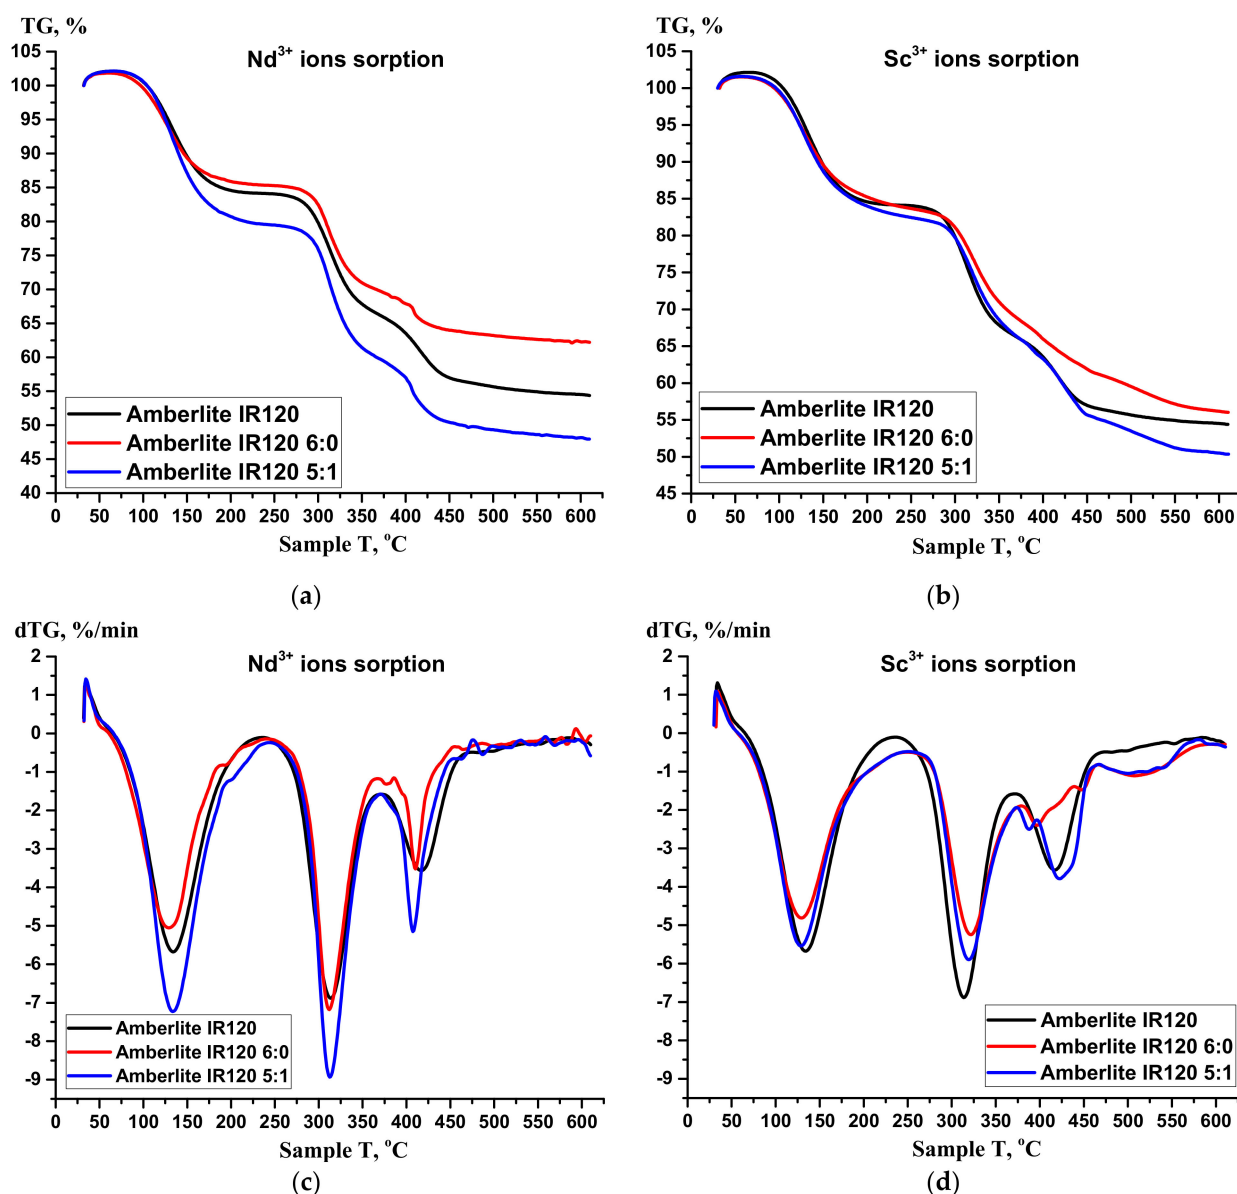 TG, %
Nd3+ ions sorption
105
100
95
90
85
80
75
70
65
60
55
50
45
40
Amberlite IR120
Amberlite IR120 6:0
Amberlite IR120 5:1
0 50 100 150 200 250 300 350 400 450 500 550 600
Sample T, oC
(a)
TG, %
Sc3+ ions sorption
105
100
95
90
85
80
75
70
65
60
55
50
45
Amberlite IR120
Amberlite IR120 6:0
Amberlite IR120 5:1
0 50 100 150 200 250 300 350 400 450 500 550 600
Sample T, oC
(b)
dTG, %/min
Nd3+ ions sorption
2
1
0
-1
-2
-3
-4
-5
-6
-7
-8
-9
Amberlite IR120
Amberlite IR120 6:0
Amberlite IR120 5:1
0 50 100 150 200 250 300 350 400 450 500 550 600
Sample T, oC
(c)
dTG, %/min
Sc3+ ions sorption
2
1
0
-1
-2
-3
-4
-5
-6
-7
-8
-9
Amberlite IR120
Amberlite IR120 6:0
Amberlite IR120 5:1
0 50 100 150 200 250 300 350 400 450 500 550 600
Sample T, oC
(d)